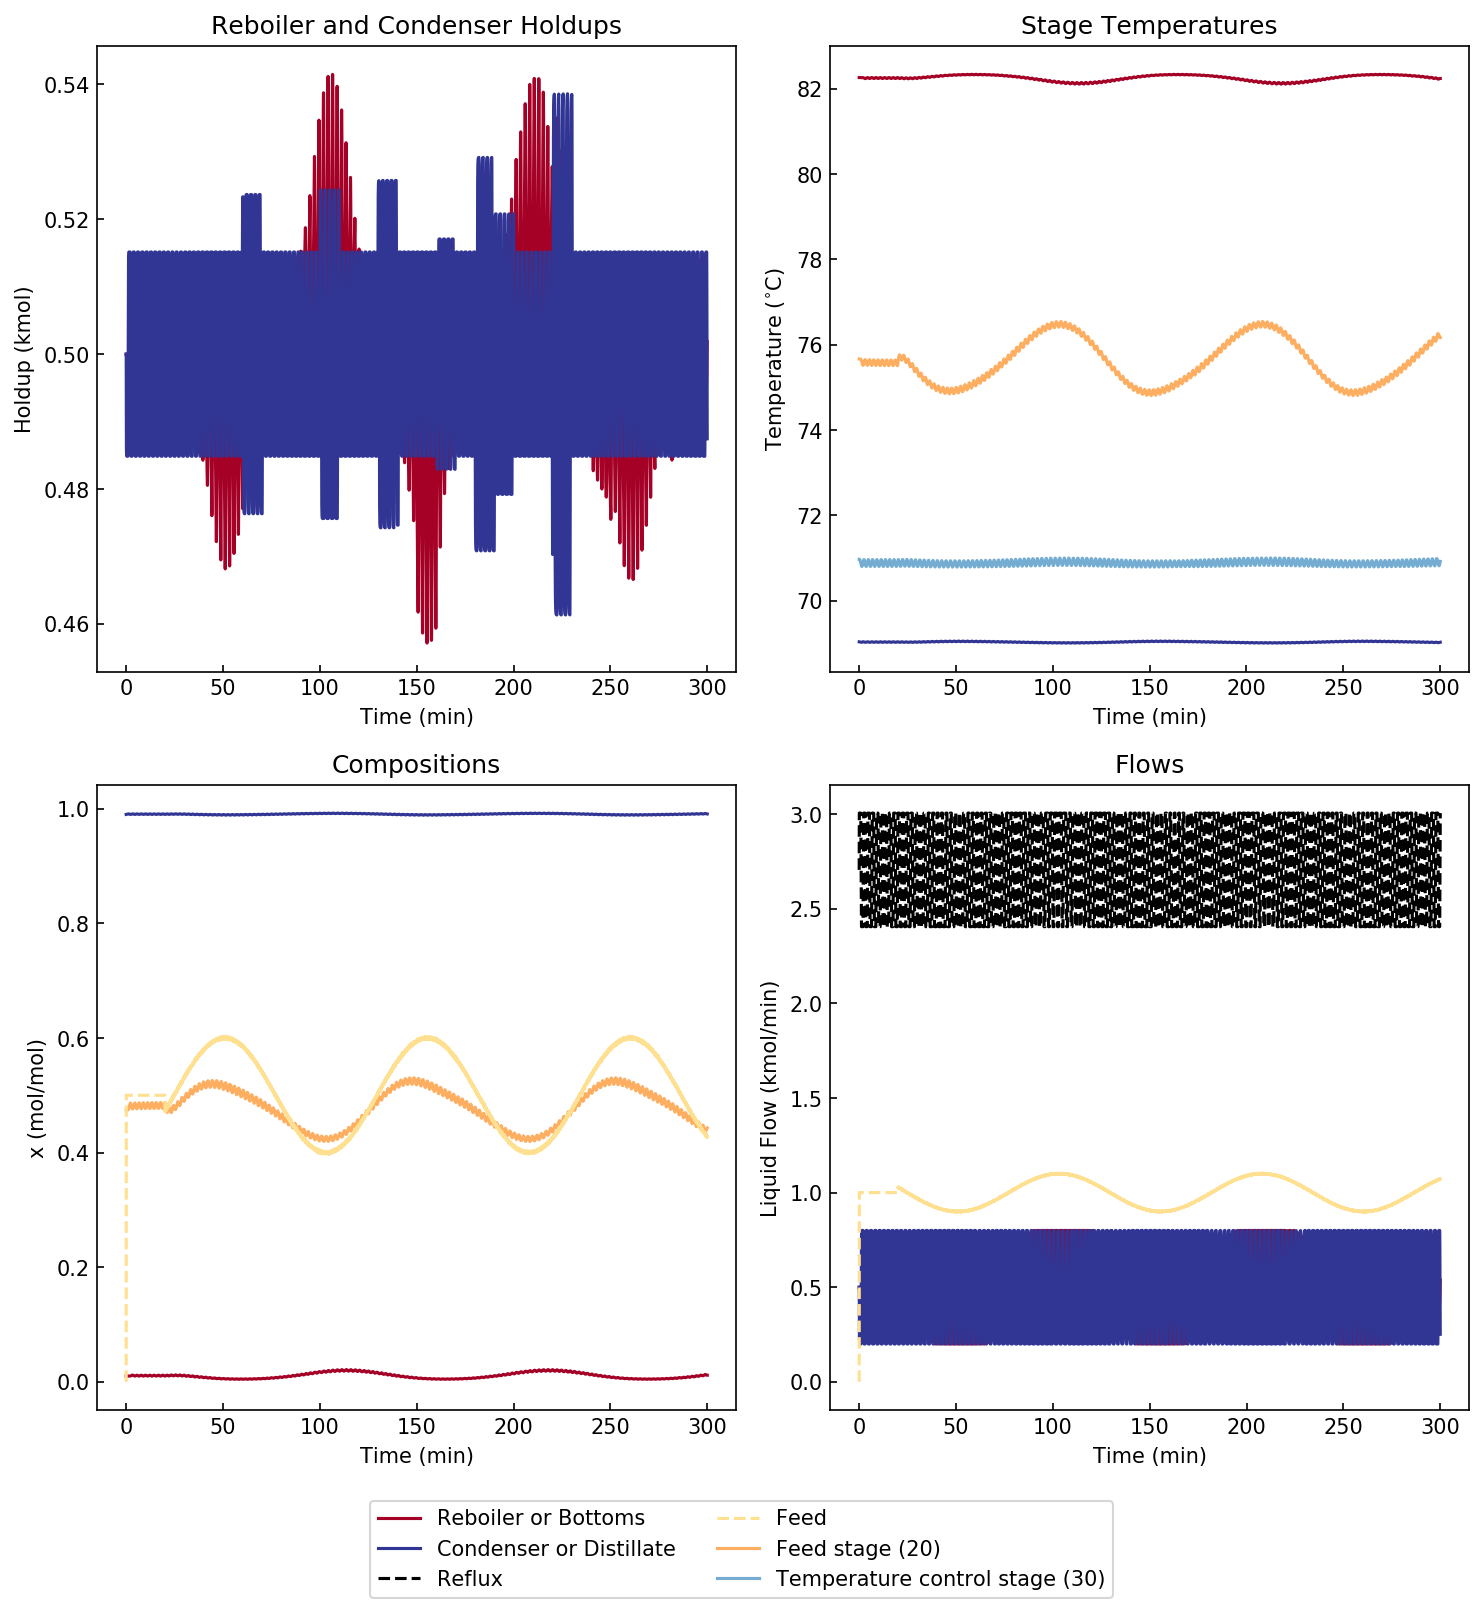 Reboiler and Condenser Holdups
Holdup (kmol)
0.54
0.52
0.50
0.48
0.46
0 50 100 150 200 250 300
Time (min)
Stage Temperatures
Temperature (°C)
82
80
78
76
74
72
70
0 50 100 150 200 250 300
Time (min)
Compositions
x (mol/mol)
1.0
0.8
0.6
0.4
0.2
0.0
0 50 100 150 200 250 300
Time (min)
Flows
Liquid Flow (kmol/min)
3.0
2.5
2.0
1.5
1.0
0.5
0.0
0 50 100 150 200 250 300
Time (min)
Reboiler or Bottoms
Condenser or Distillate
Reflux
Feed
Feed stage (20)
Temperature control stage (30)